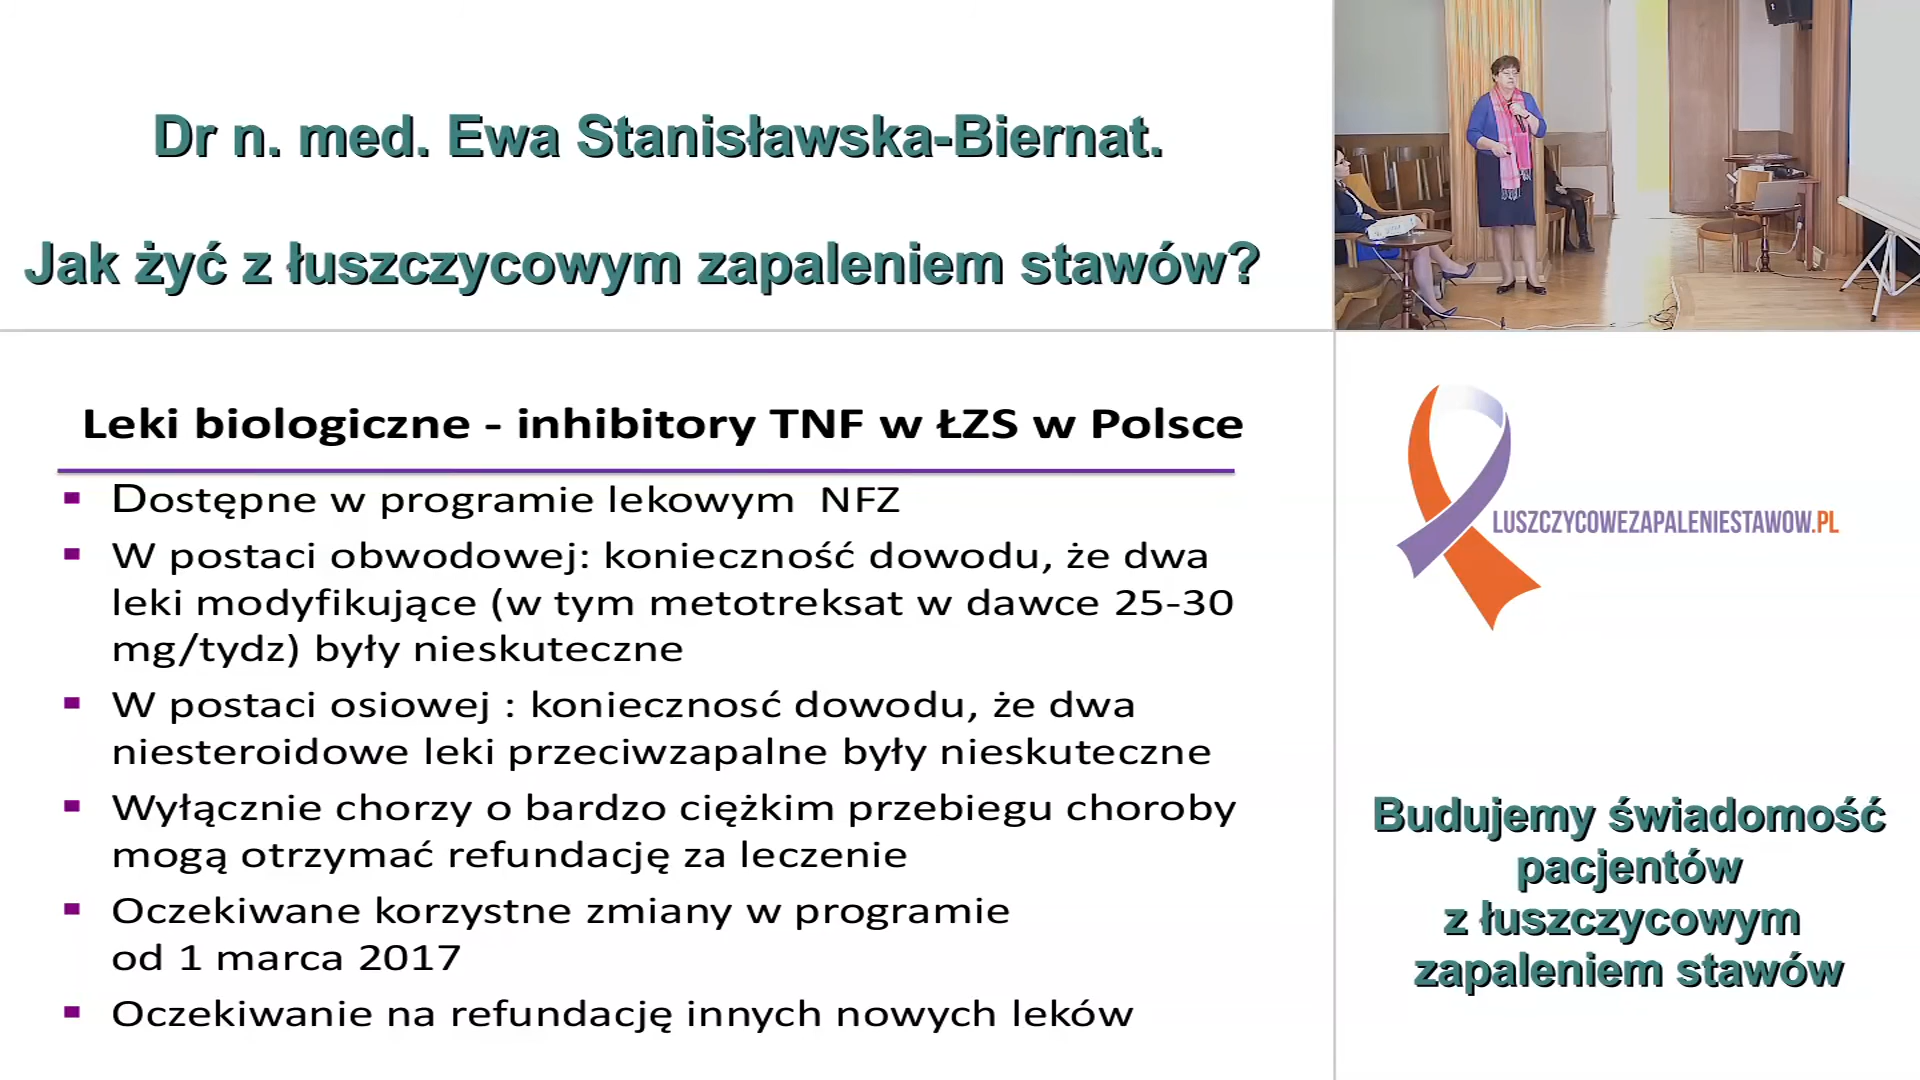 Dr n. med. Ewa Stanisławska-Biernat.
Jak żyć z łuszczycowym zapaleniem stawów?
Leki biologiczne - inhibitory TNF w ŁZS w Polsce
Dostępne w programie lekowym NFZ
W postaci obwodowej: konieczność dowodu, że dwa
leki modyfikujące (w tym metotreksat w dawce 25-30
mg/tydz) były nieskuteczne
W postaci osiowej : koniecznosć dowodu, że dwa
niesteroidowe leki przeciwzapalne były nieskuteczne
Wyłącznie chorzy o bardzo ciężkim przebiegu choroby
mogą otrzymać refundację za leczenie
Oczekiwane korzystne zmiany w programie
od 1 marca 2017
Oczekiwanie na refundację innych nowych leków
LUSZCZYCOWEZAPALENIESTAWOW.PL
Budujemy świadomość
pacjentów
z łuszczycowym
zapaleniem stawów